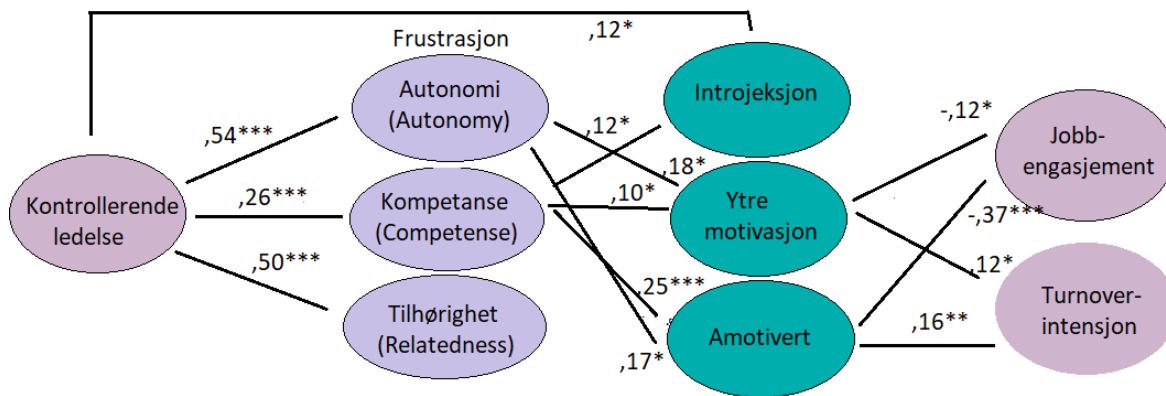 ,12*
Frustrasjon
Kontrollerende
ledelse
,54***
,26***
,50***
Autonomi
(Autonomy)
Kompetanse
(Competense)
Tilhørighet
(Relatedness)
,12*
,18*
,10*
,25***
,17*
Introjeksjon
Ytre
motivasjon
Amotivert
-,12*
-,37***
,12*
,16**
Jobb-
engasjement
Turnover-
intensjon